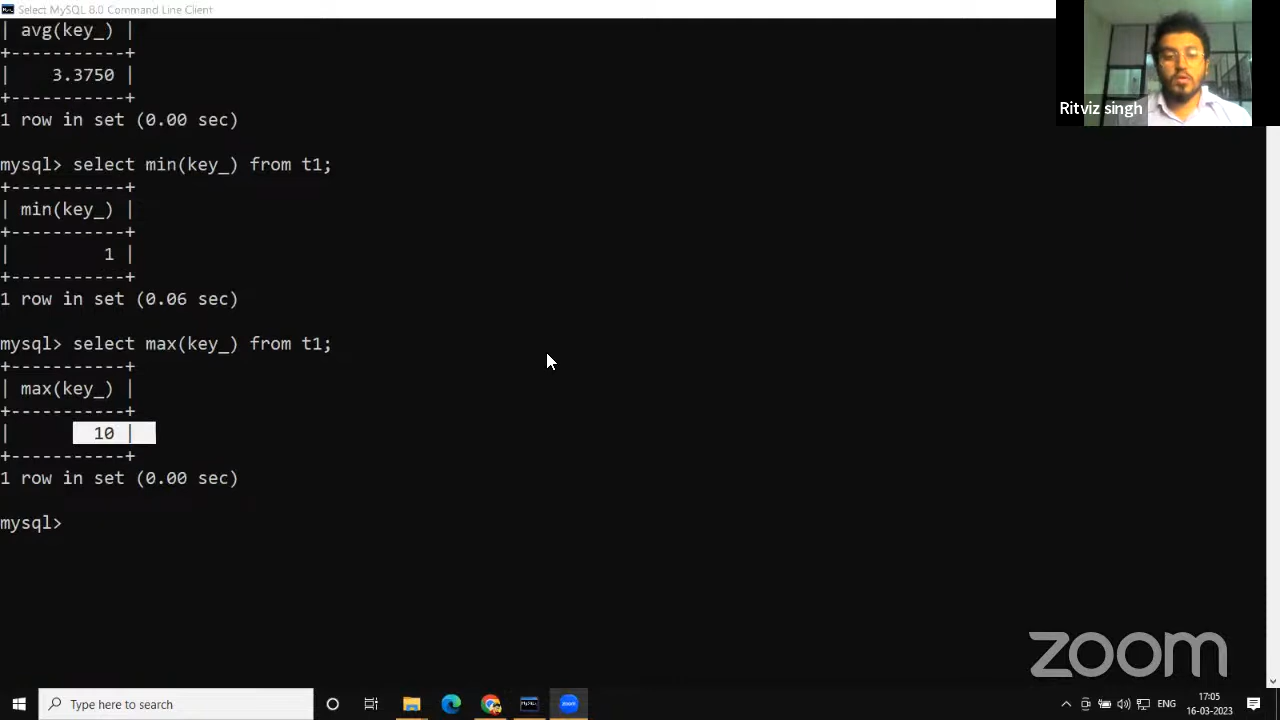 Select MySQL 8.0 Command Line Client
| avg(key_) |
+-----------+
|    3.3750 |
+-----------+
1 row in set (0.00 sec)
mysql> select min(key_) from t1;
+-----------+
| min(key_) |
+-----------+
|         1 |
+-----------+
1 row in set (0.06 sec)
mysql> select max(key_) from t1;
+-----------+
| max(key_) |
+-----------+
|        10 |
+-----------+
1 row in set (0.00 sec)
mysql>
Ritviz singh
zoom
Type here to search
zoom
ENG
17:05
16-03-2023